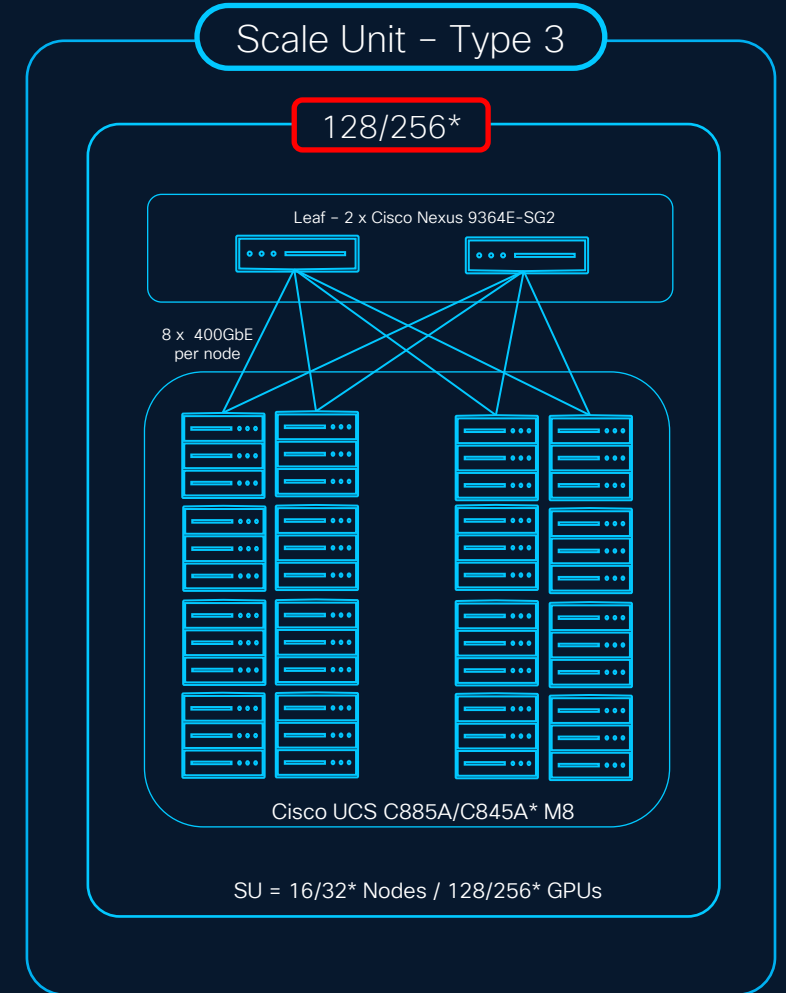 Scale Unit – Type 3
128/256*
Leaf – 2 x Cisco Nexus 9364E-SG2
8 x 400GbE
per node
Cisco UCS C885A/C845A* M8
SU = 16/32* Nodes / 128/256* GPUs